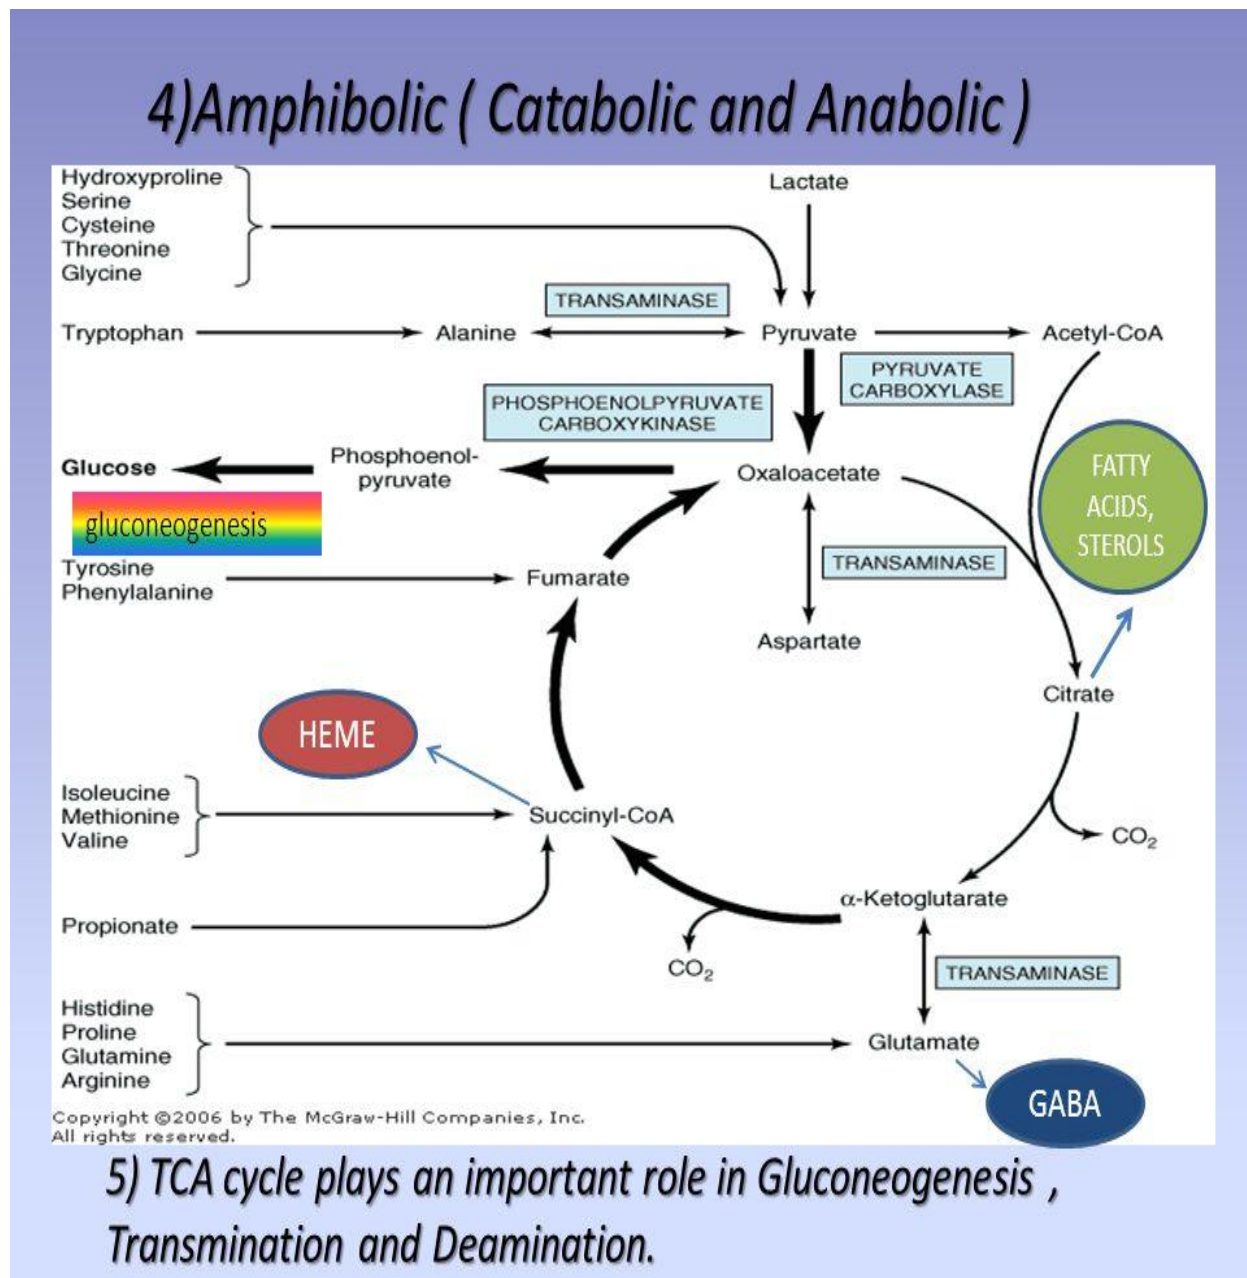 4)Amphibolic ( Catabolic and Anabolic )
Hydroxyproline
Serine
Cysteine
Threonine
Glycine
Lactate
TRANSAMINASE
Tryptophan
Alanine
Pyruvate
Acetyl-CoA
PYRUVATE
CARBOXYLASE
PHOSPHOENOLPYRUVATE
CARBOXYKINASE
Glucose
Phosphoenol-
pyruvate
Oxaloacetate
FATTY
ACIDS,
STEROLS
gluconeogenesis
Tyrosine
Phenylalanine
Fumarate
TRANSAMINASE
Aspartate
Citrate
HEME
Isoleucine
Methionine
Valine
Succinyl-CoA
CO₂
α-Ketoglutarate
Propionate
CO₂
TRANSAMINASE
Histidine
Proline
Glutamine
Arginine
Glutamate
GABA
Copyright ©2006 by The McGraw-Hill Companies, Inc.
All rights reserved.
5) TCA cycle plays an important role in Gluconeogenesis ,
Transmination and Deamination.